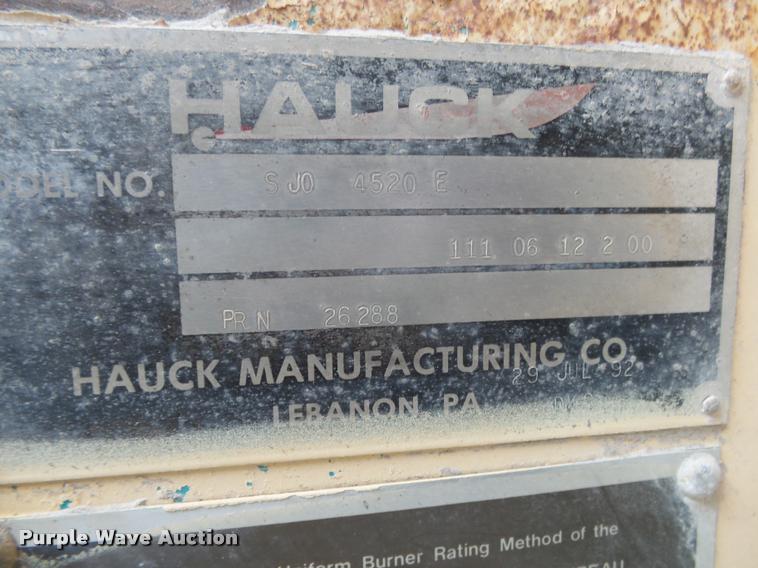 HAUCK
MODEL NO. SJO 4520 E
111 06 12 2 00
PR.N 26288
HAUCK MANUFACTURING CO.
29 JUL 92
LEBANON, PA
Uniform Burner Rating Method of the
Purple Wave Auction